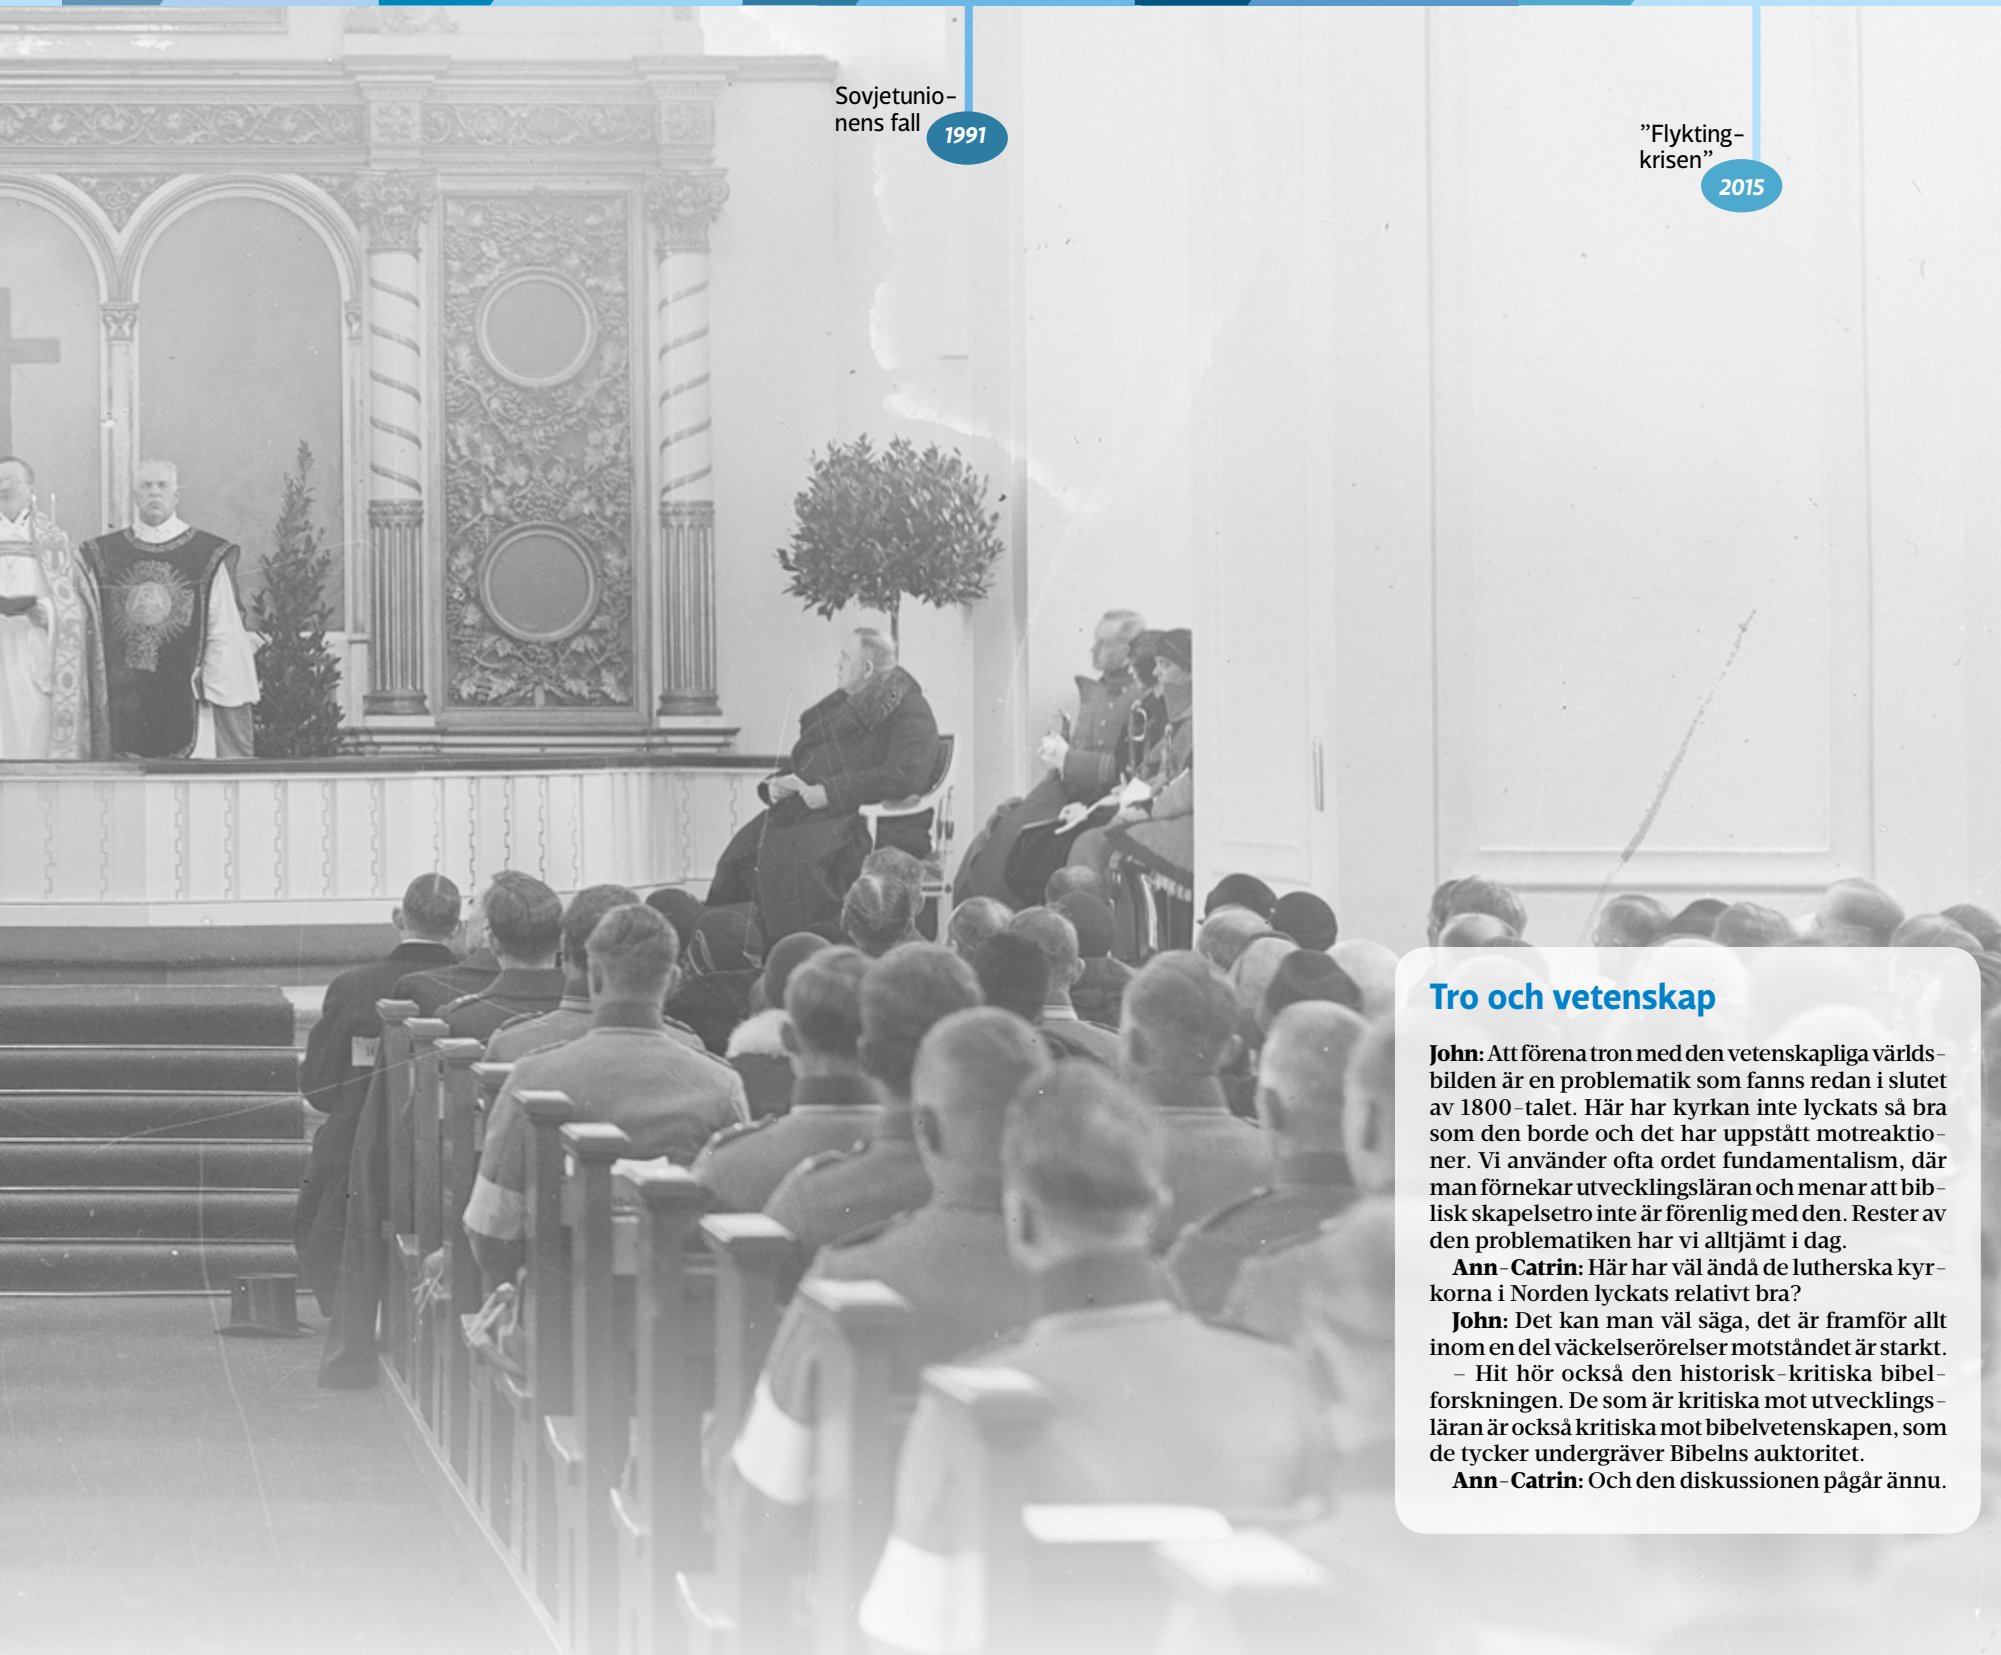 Sovjetunio-
nens fall
1991
”Flykting-
krisen”
2015
Tro och vetenskap
John: Att förena tron med den vetenskapliga världs-
bilden är en problematik som fanns redan i slutet
av 1800-talet. Här har kyrkan inte lyckats så bra
som den borde och det har uppstått motreaktio-
ner. Vi använder ofta ordet fundamentalism, där
man förnekar utvecklingsläran och menar att bib-
lisk skapelsetro inte är förenlig med den. Rester av
den problematiken har vi alltjämt i dag.
Ann-Catrin: Här har väl ändå de lutherska kyr-
korna i Norden lyckats relativt bra?
John: Det kan man väl säga, det är framför allt
inom en del väckelserörelser motståndet är starkt.
– Hit hör också den historisk-kritiska bibel-
forskningen. De som är kritiska mot utvecklings-
läran är också kritiska mot bibelvetenskapen, som
de tycker undergräver Bibelns auktoritet.
Ann-Catrin: Och den diskussionen pågår ännu.